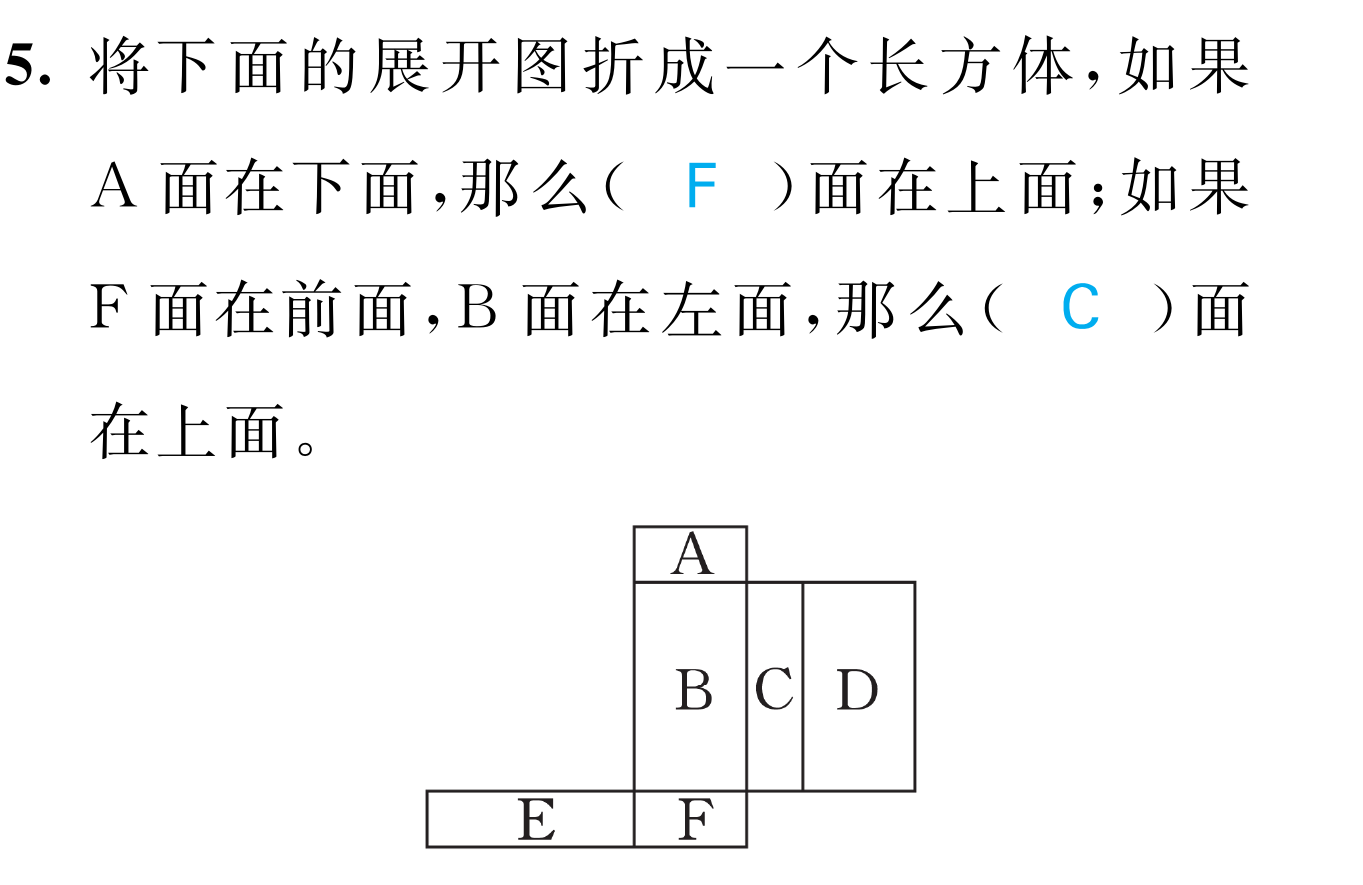 5. 将下面的展开图折成一个长方体,如果
A 面在下面,那么( F )面在上面;如果
F 面在前面,B 面在左面,那么( C )面
在上面。
A
B C D
E F